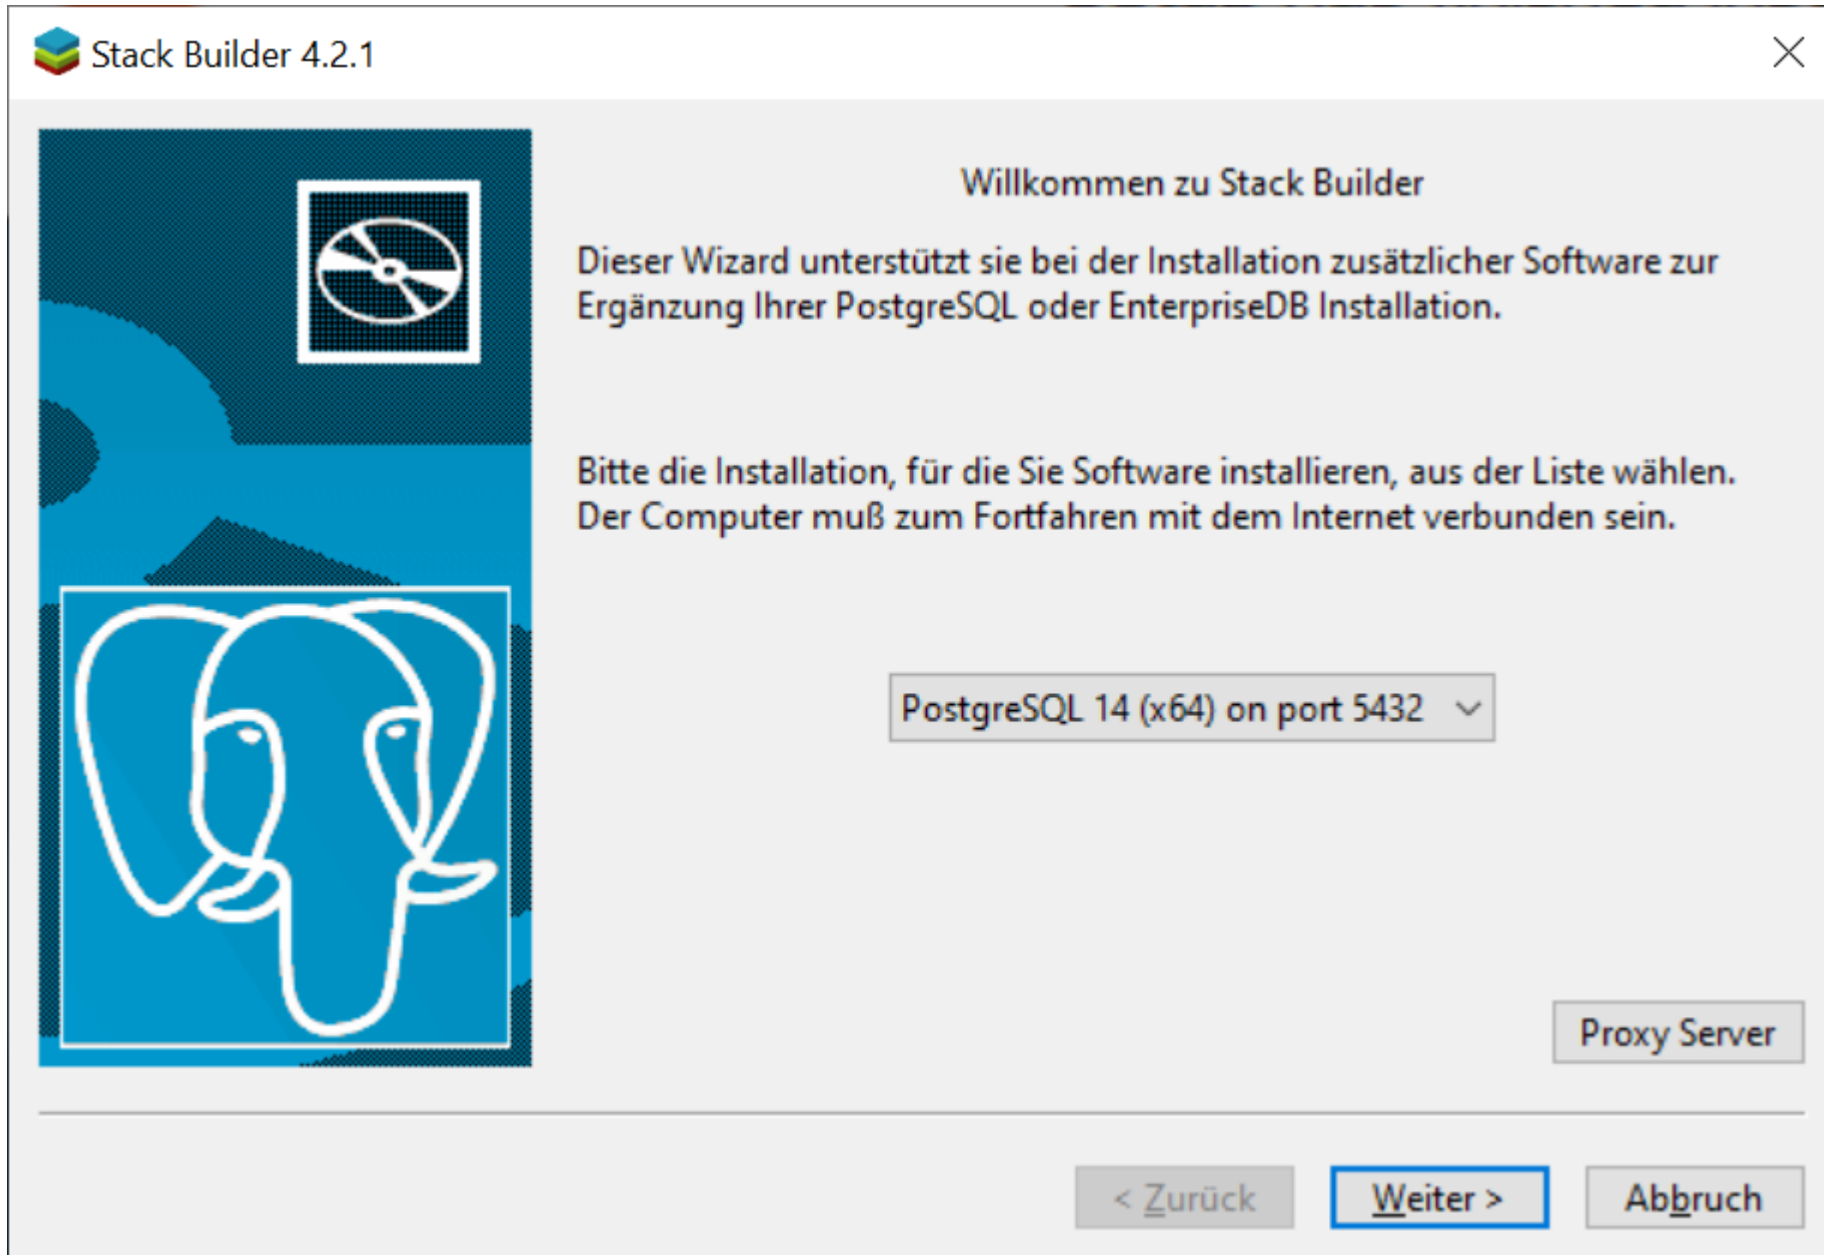 Stack Builder 4.2.1
Willkommen zu Stack Builder
Dieser Wizard unterstützt sie bei der Installation zusätzlicher Software zur
Ergänzung Ihrer PostgreSQL oder EnterpriseDB Installation.
Bitte die Installation, für die Sie Software installieren, aus der Liste wählen.
Der Computer muß zum Fortfahren mit dem Internet verbunden sein.
PostgreSQL 14 (x64) on port 5432
Proxy Server
< Zurück
Weiter >
Abbruch